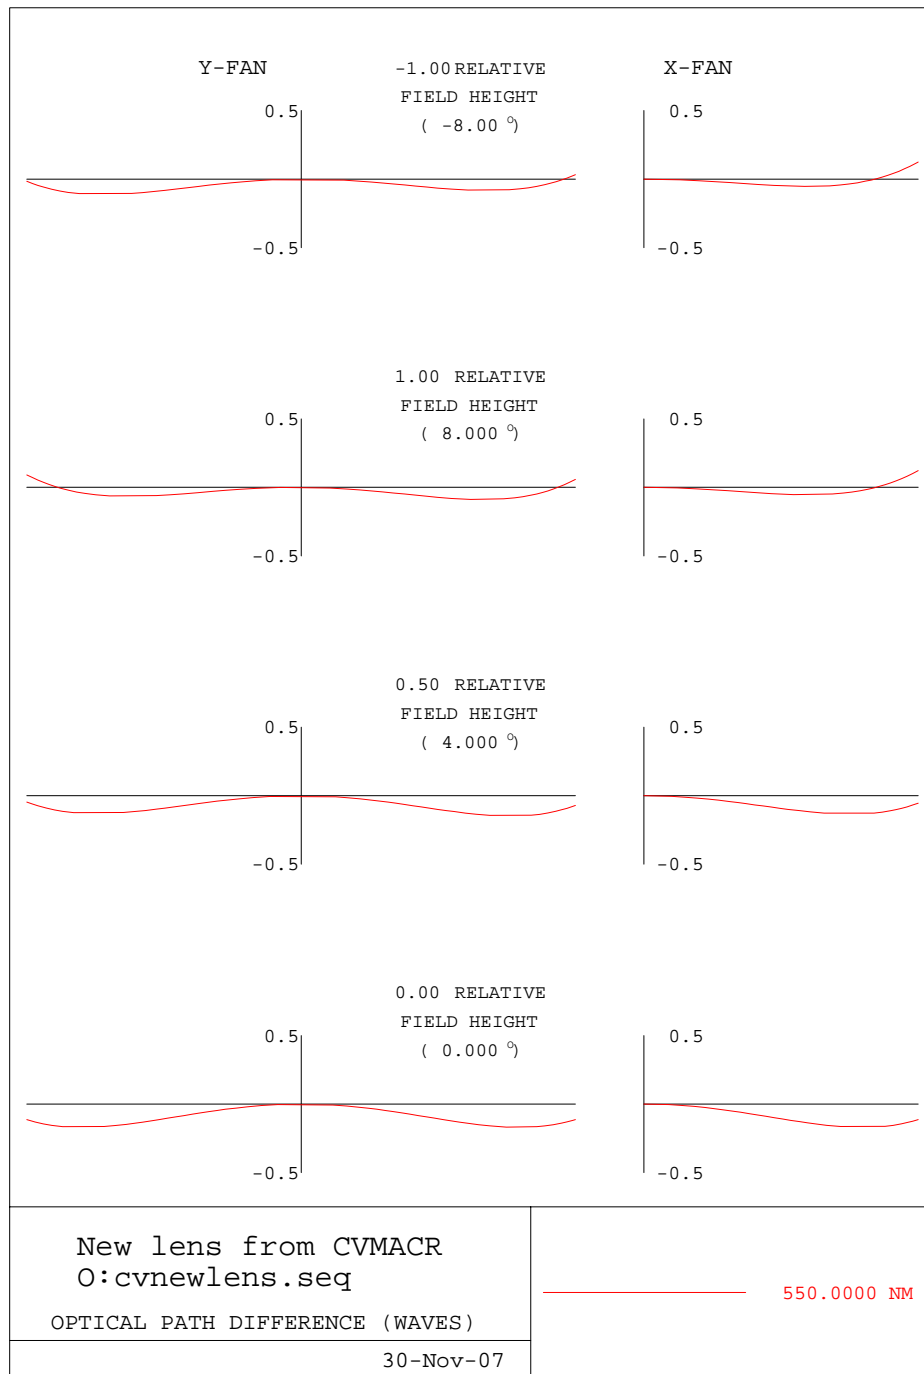 Y-FAN -1.00 RELATIVE X-FAN
FIELD HEIGHT
0.5 0.5
( -8.00 º)
-0.5 -0.5
1.00 RELATIVE
FIELD HEIGHT
0.5 0.5
( 8.000 º)
-0.5 -0.5
0.50 RELATIVE
FIELD HEIGHT
0.5 0.5
( 4.000 º)
-0.5 -0.5
0.00 RELATIVE
FIELD HEIGHT
0.5 0.5
( 0.000 º)
-0.5 -0.5
New lens from CVMACR
O:cvnewlens.seq
550.0000 NM
OPTICAL PATH DIFFERENCE (WAVES)
30-Nov-07